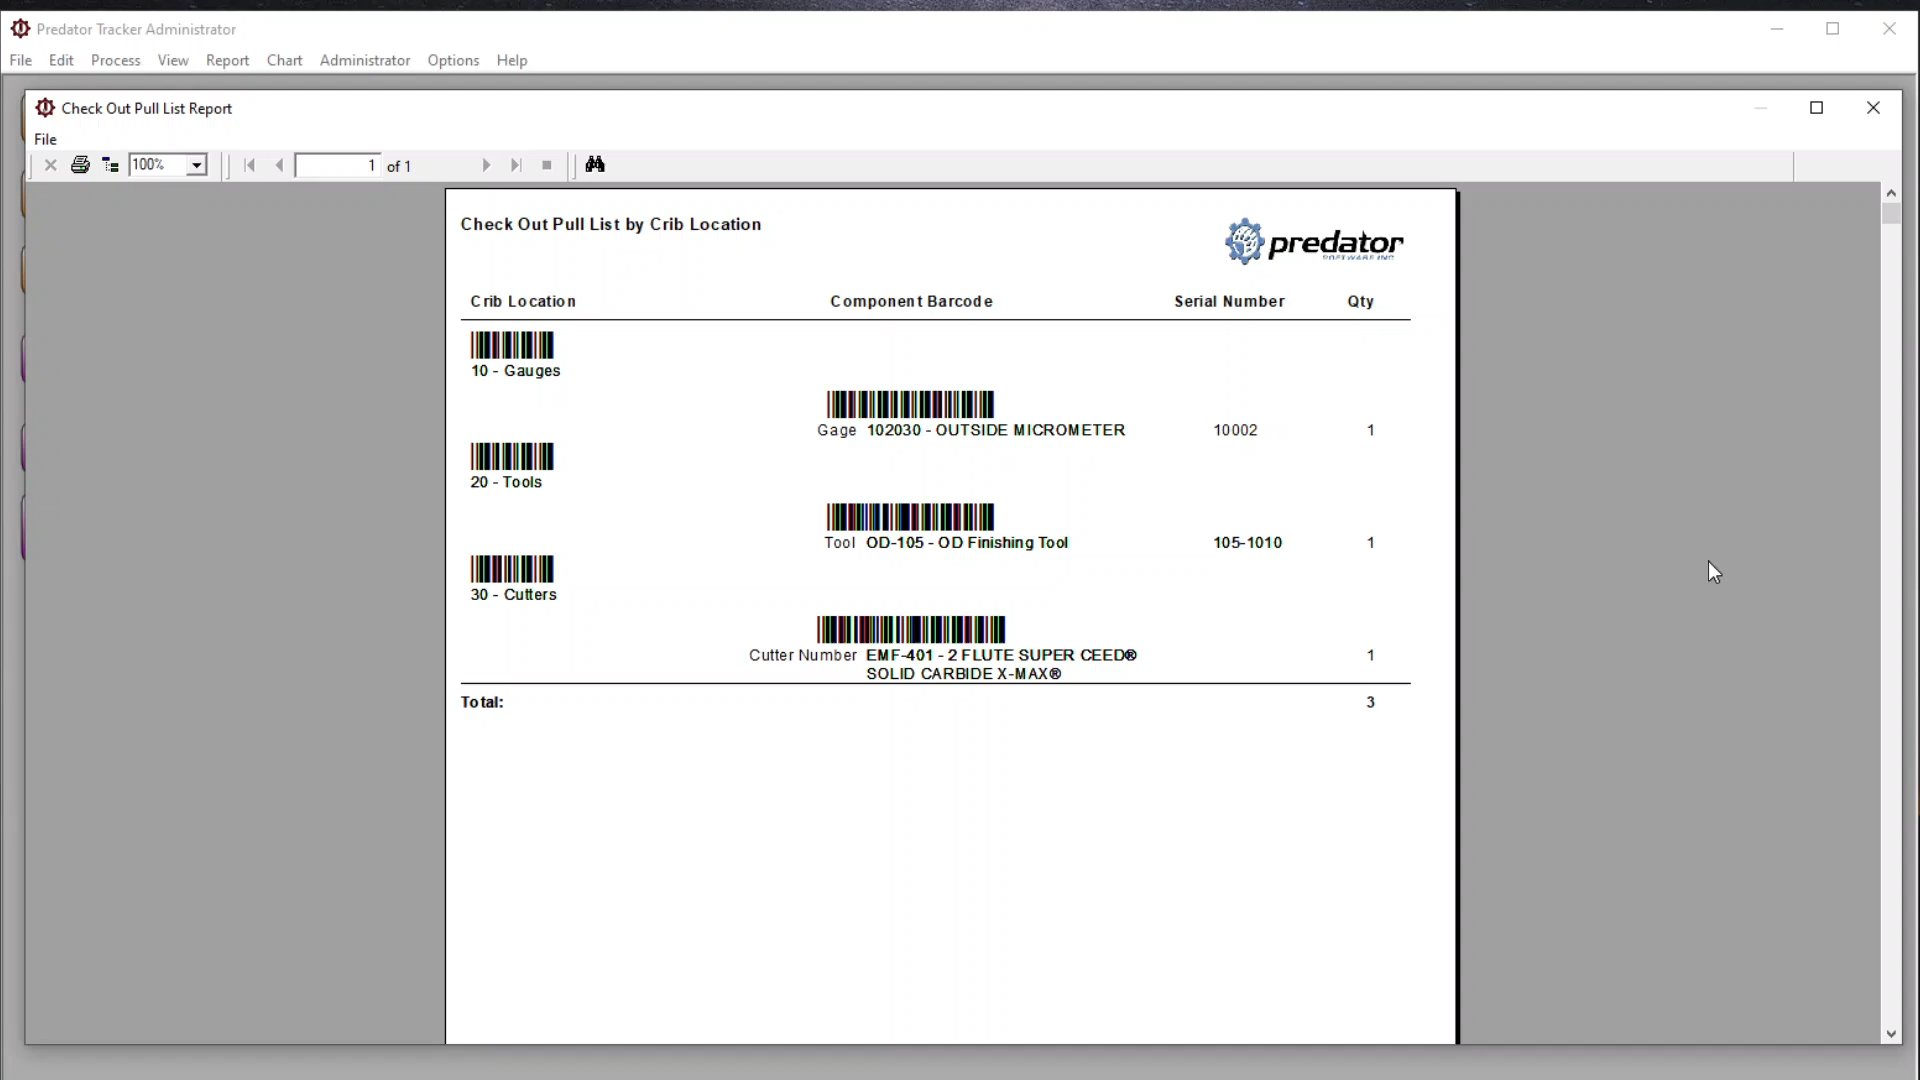 Predator Tracker Administrator
File Edit Process View Report Chart Administrator Options Help
Check Out Pull List Report
File
100% 1 of 1
Check Out Pull List by Crib Location
predator
SOFTWARE INC
Crib Location Component Barcode Serial Number Qty
10 - Gauges
Gage 102030 - OUTSIDE MICROMETER 10002 1
20 - Tools
Tool OD-105 - OD Finishing Tool 105-1010 1
30 - Cutters
Cutter Number EMF-401 - 2 FLUTE SUPER CEED® 1
SOLID CARBIDE X-MAX®
Total: 3